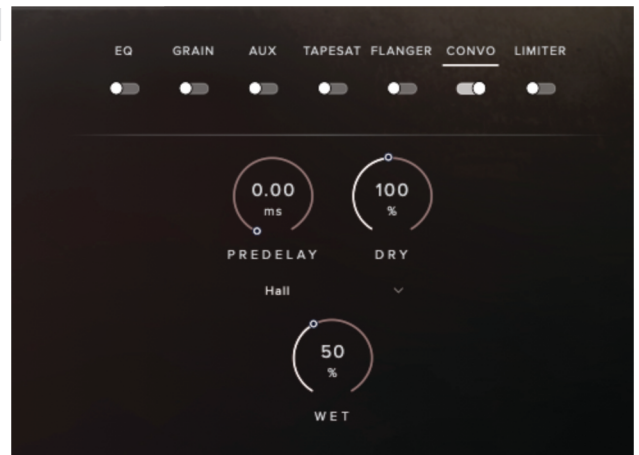 EQ GRAIN AUX TAPESAT FLANGER CONVO LIMITER
0.00 100
ms %
PREDELAY DRY
Hall
50
%
WET